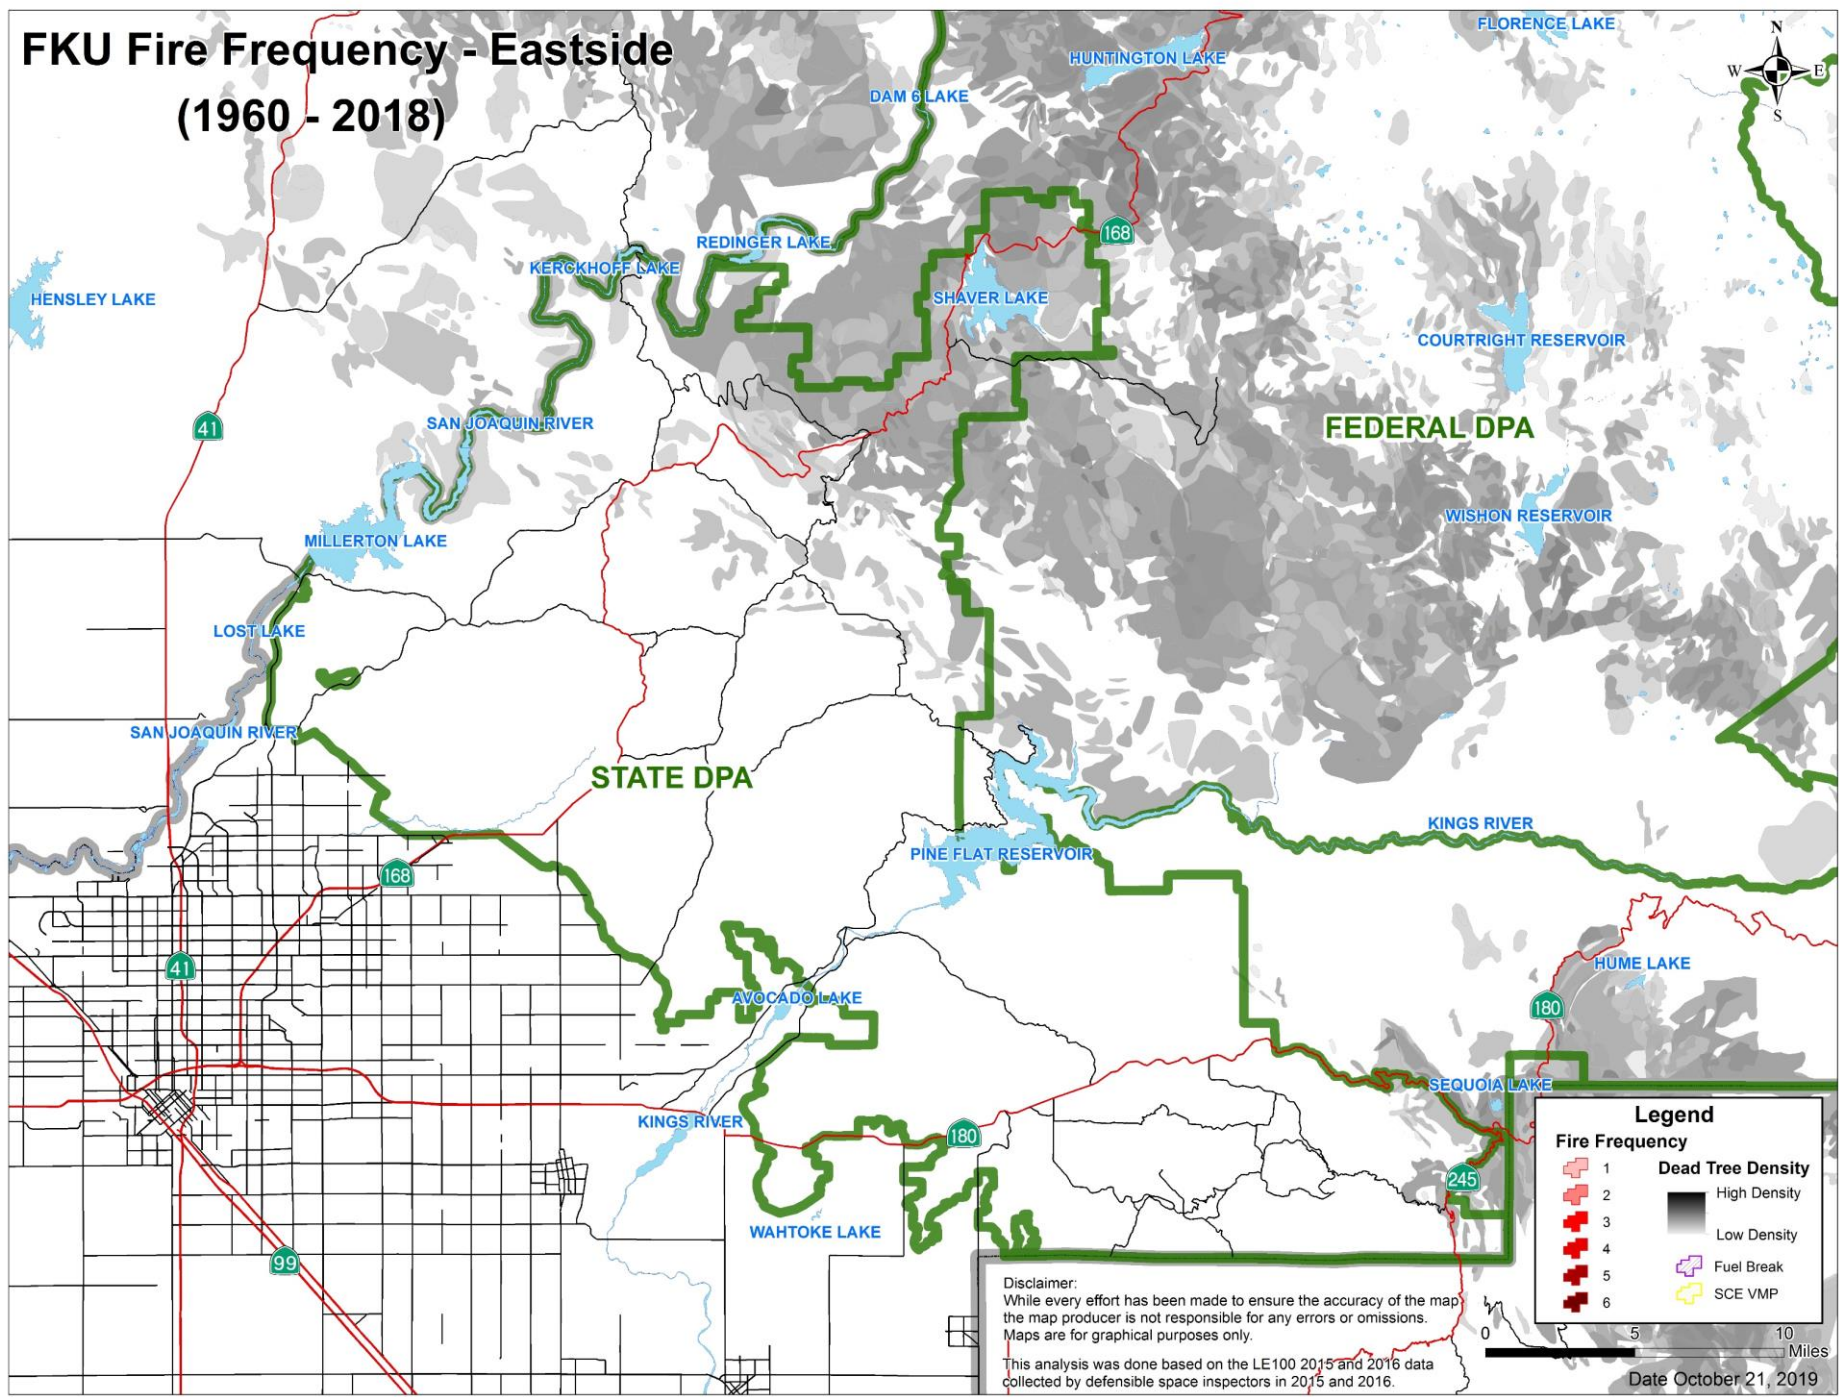 FKU Fire Frequency - Eastside
(1960 - 2018)
FLORENCE LAKE
N
W E
S
HUNTINGTON LAKE
DAM 6 LAKE
168
REDINGER LAKE
KERCKHOFF LAKE
HENSLEY LAKE
SHAVER LAKE
COURTRIGHT RESERVOIR
41
SAN JOAQUIN RIVER
FEDERAL DPA
WISHON RESERVOIR
MILLERTON LAKE
LOST LAKE
SAN JOAQUIN RIVER
STATE DPA
KINGS RIVER
PINE FLAT RESERVOIR
168
41
HUME LAKE
AVOCADO LAKE
180
SEQUOIA LAKE
KINGS RIVER
180
245
WAHTOKE LAKE
99
Legend
Fire Frequency
1
2
3
4
5
6
Dead Tree Density
High Density
Low Density
Fuel Break
SCE VMP
Disclaimer:
While every effort has been made to ensure the accuracy of the map
the map producer is not responsible for any errors or omissions.
Maps are for graphical purposes only.
This analysis was done based on the LE100 2015 and 2016 data
collected by defensible space inspectors in 2015 and 2016.
0 5 10
Miles
Date October 21, 2019